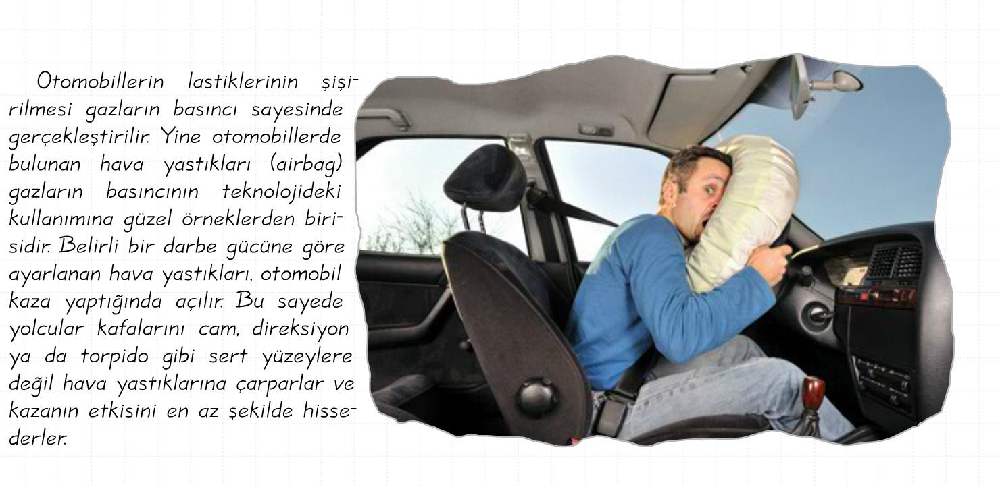 Otomobillerin lastiklerinin şişi-
rilmesi gazların basıncı sayesinde
gerçekleştirilir. Yine otomobillerde
bulunan hava yastıkları (airbag)
gazların basıncının teknolojideki
kullanımına güzel örneklerden biri-
sidir. Belirli bir darbe gücüne göre
ayarlanan hava yastıkları, otomobil
kaza yaptığında açılır. Bu sayede
yolcular kafalarını cam, direksiyon
ya da torpido gibi sert yüzeylere
değil hava yastıklarına çarparlar ve
kazanın etkisini en az şekilde hisse-
derler.